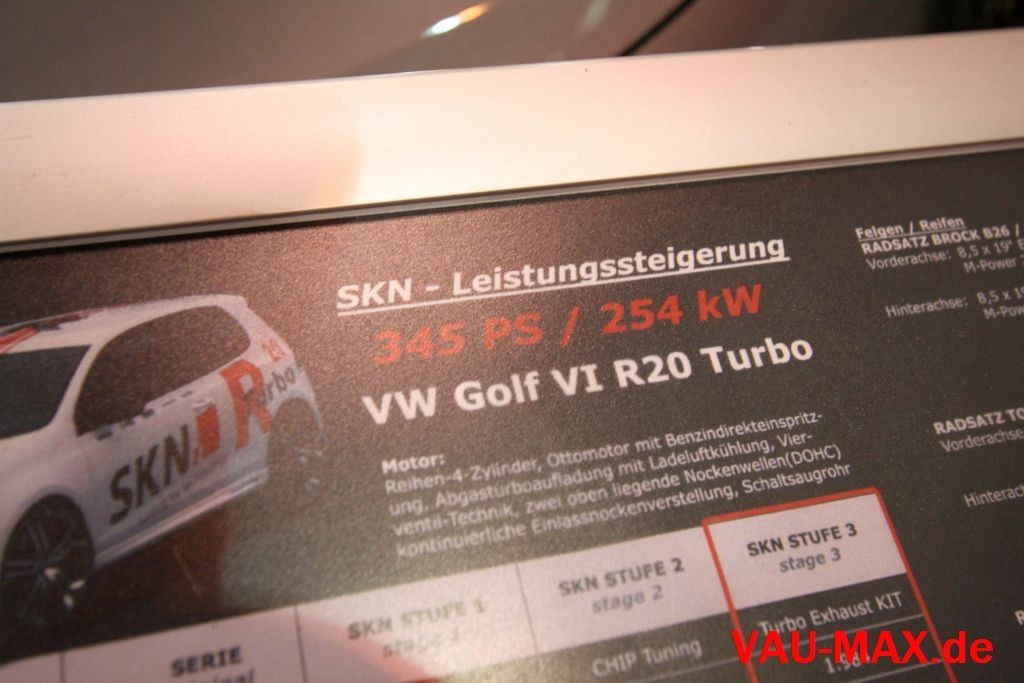 SKN - Leistungssteigerung
345 PS / 254 kW
VW Golf VI R20 Turbo
Motor:
Reihen-4-Zylinder, Ottomotor mit Benzindirekteinspritz-
ung, Abgasturboaufladung mit Ladeluftkühlung, Vier-
ventil-Technik, zwei oben liegende Nockenwellen(DOHC)
kontinuierliche Einlassnockenverstellung, Schaltsaugrohr
Felgen / Reifen
RADSATZ BROCK B26 /
Vorderachse: 8,5 x 19"
M-Power
Hinterachse: 8,5 x
RADSATZ
Vorderachse
SKN
SERIE
SKN STUFE 1
stage 1
SKN STUFE 2
stage 2
CHIP Tuning
SKN STUFE 3
stage 3
Turbo Exhaust KIT
VAU-MAX.de